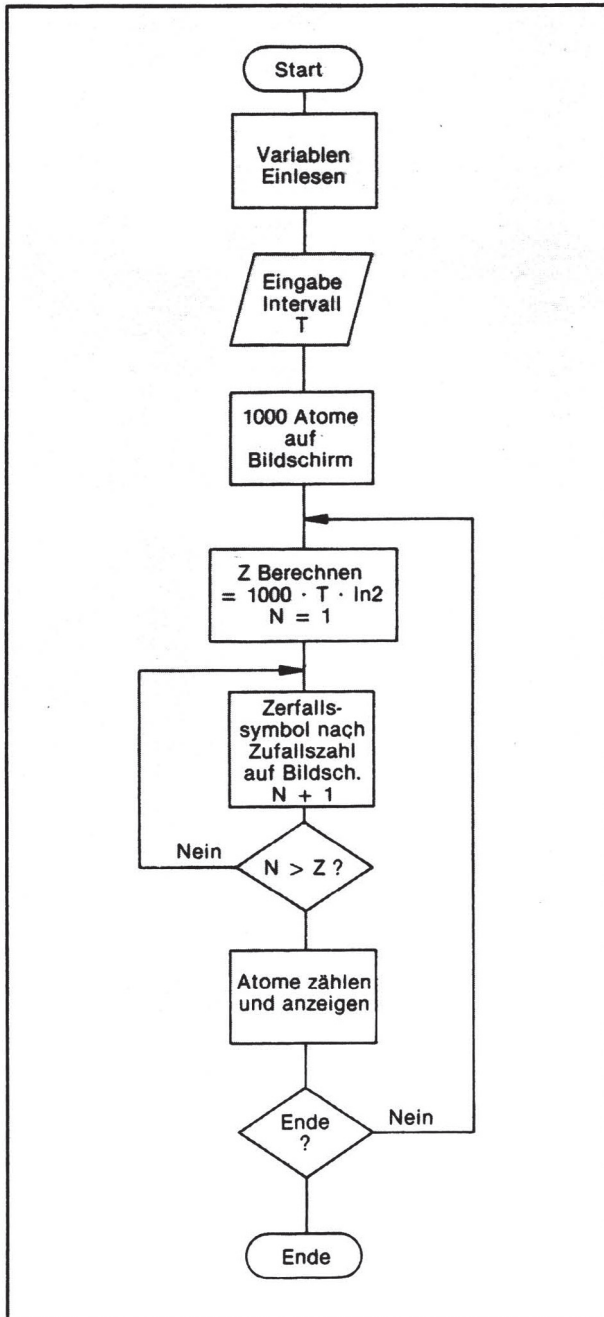 Start
Variablen
Einlesen
Eingabe
Intervall
T
1000 Atome
auf
Bildschirm
Z Berechnen
= 1000 · T · ln2
N = 1
Zerfalls-
symbol nach
Zufallszahl
auf Bildsch.
N + 1
Nein
N > Z ?
Atome zählen
und anzeigen
Ende
?
Nein
Ende